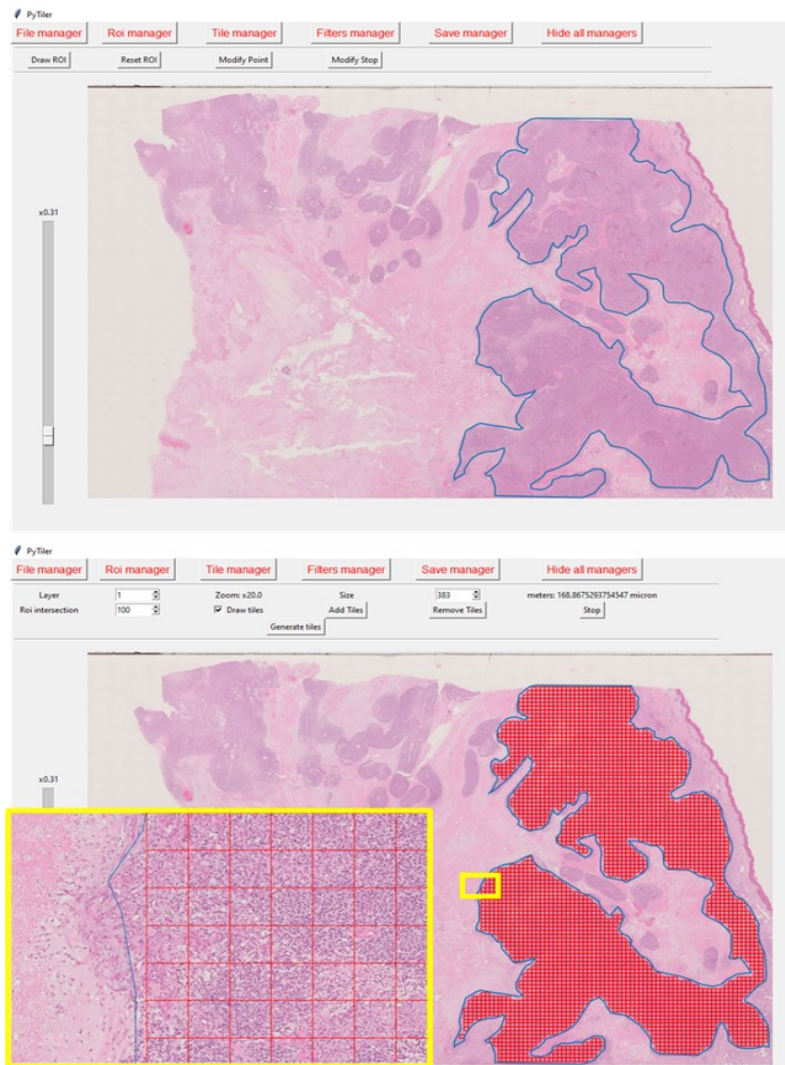 PyTiler
File manager Roi manager Tile manager Filters manager Save manager Hide all managers
Draw ROI Reset ROI Modify Point Modify Stop
x0.31
PyTiler
File manager Roi manager Tile manager Filters manager Save manager Hide all managers
Layer 1 Zoom: x20.0 Size 383 meters: 168.8675293754547 micron
Roi intersection 100 Draw tiles Add Tiles Remove Tiles Stop
Generate tiles
x0.31